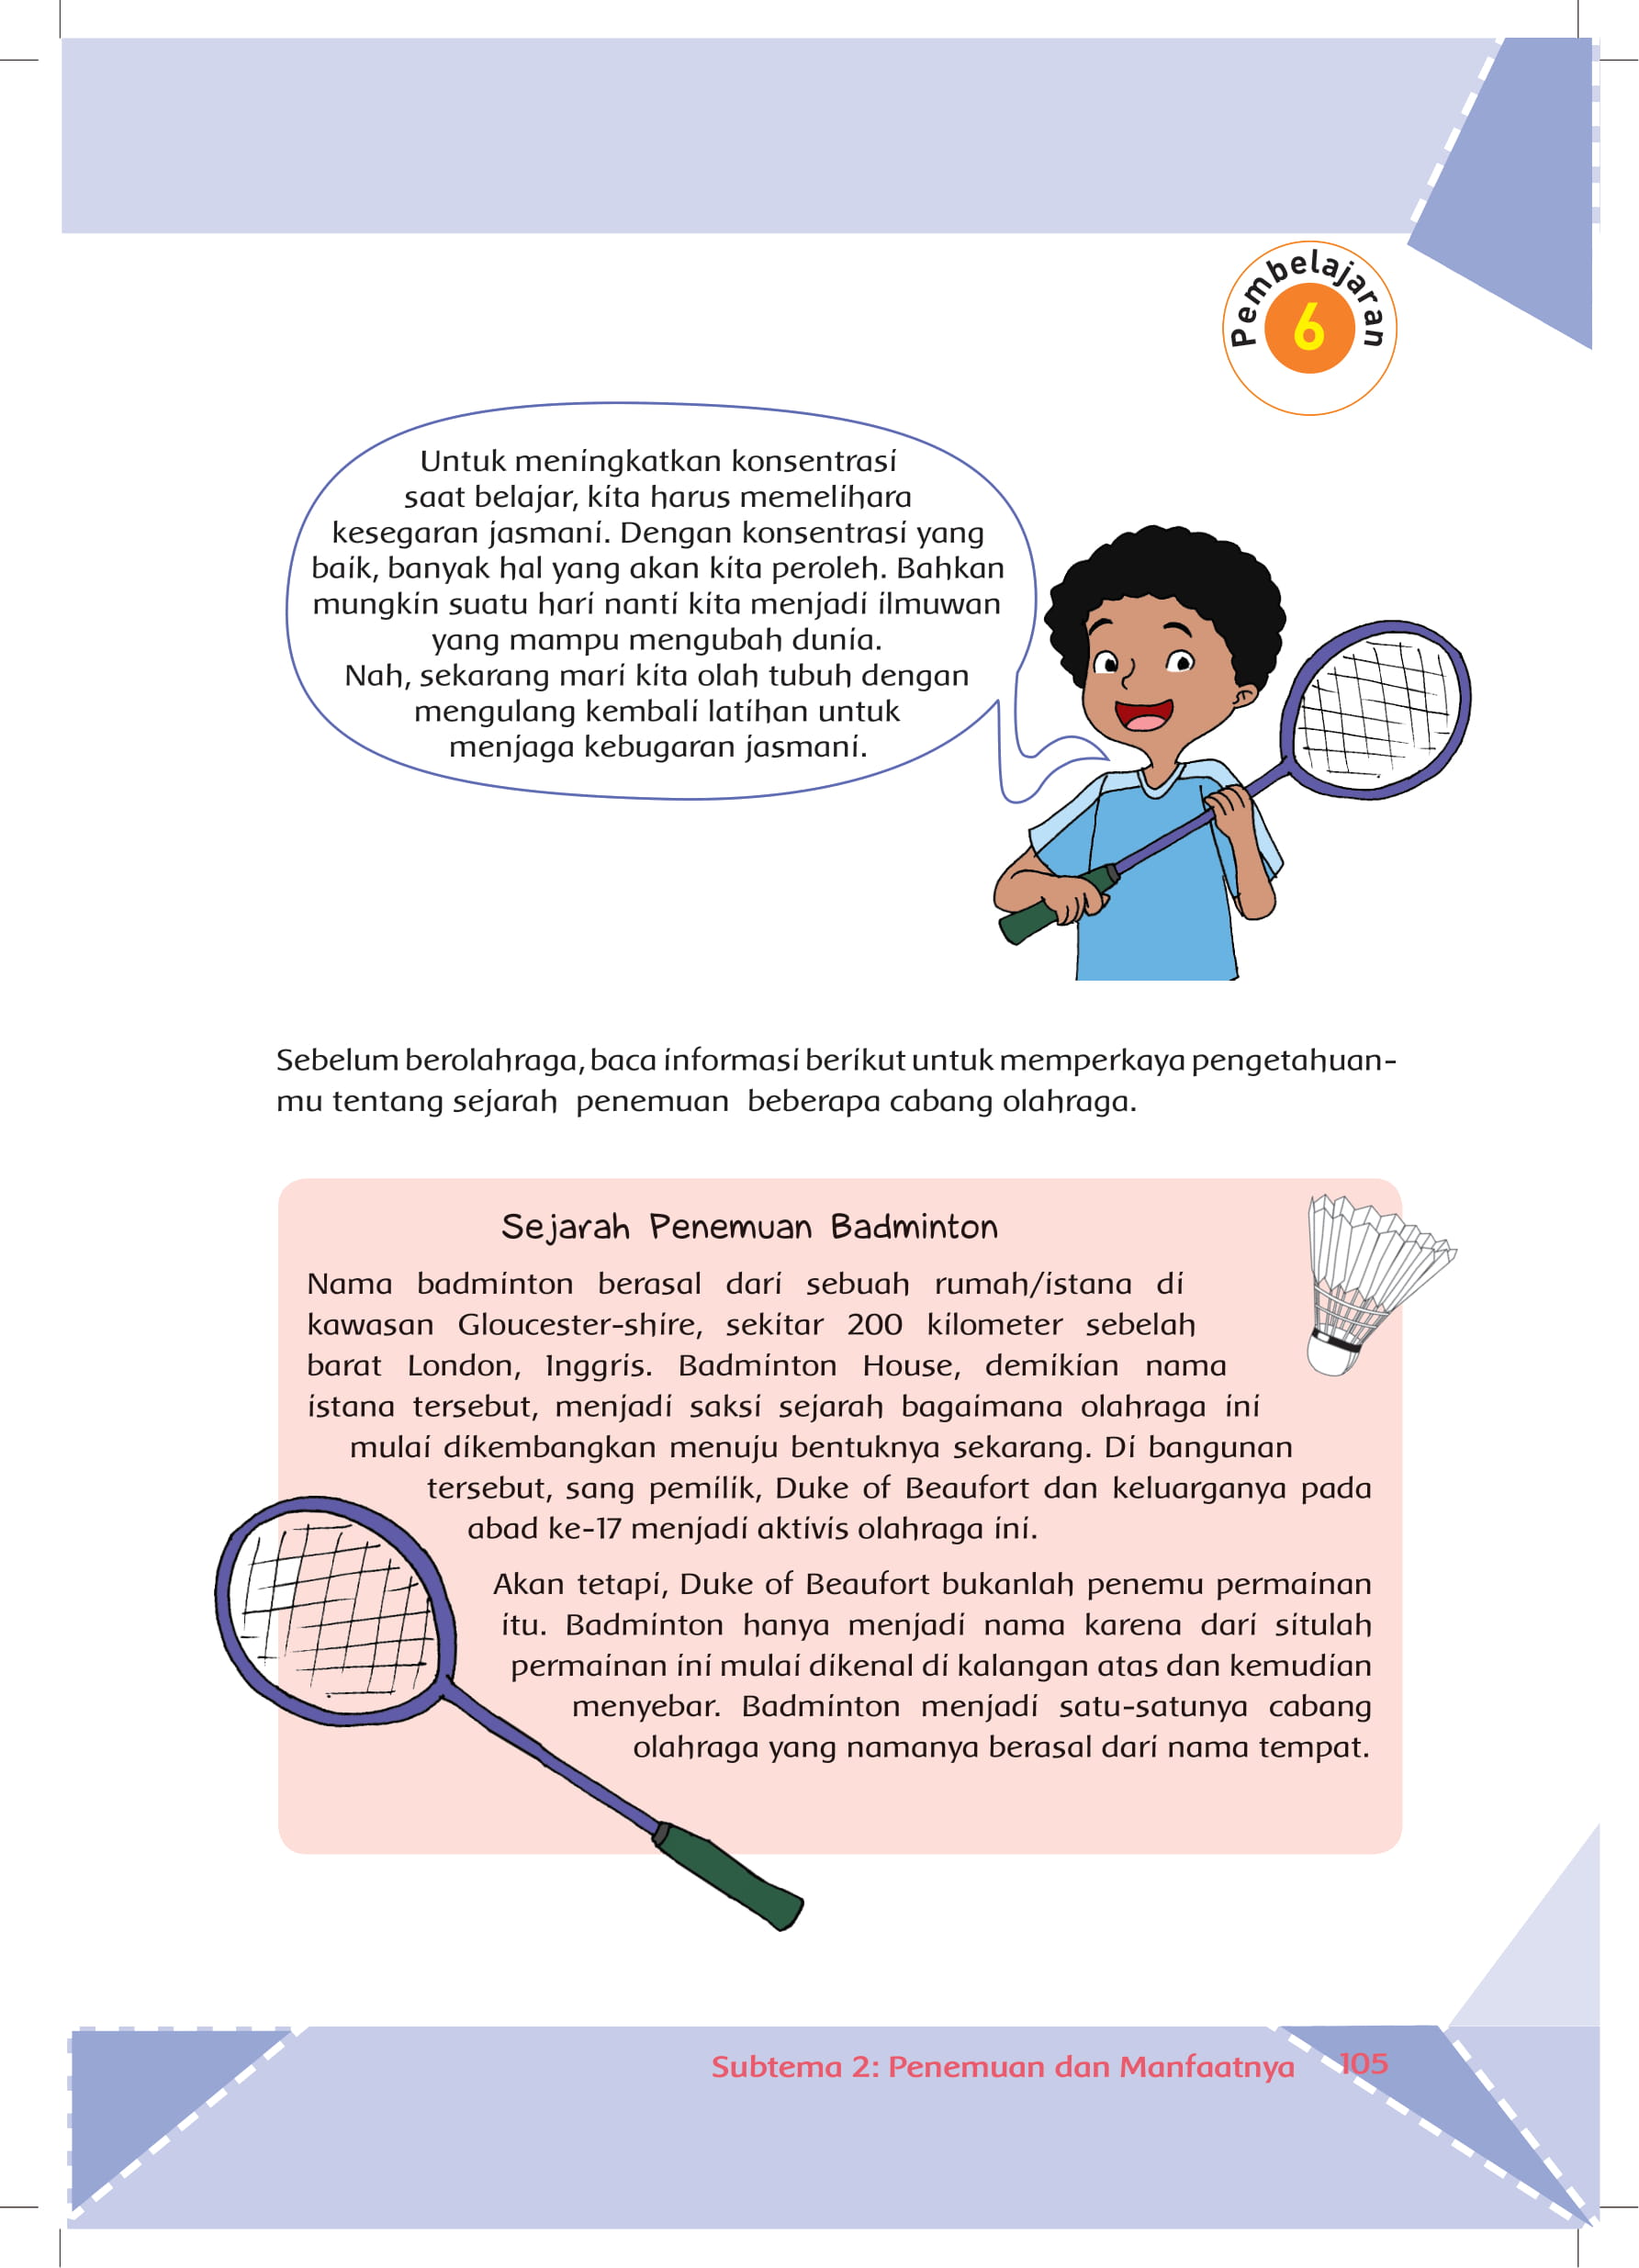 Pembelajaran
6
Untuk meningkatkan konsentrasi
saat belajar, kita harus memelihara
kesegaran jasmani. Dengan konsentrasi yang
baik, banyak hal yang akan kita peroleh. Bahkan
mungkin suatu hari nanti kita menjadi ilmuwan
yang mampu mengubah dunia.
Nah, sekarang mari kita olah tubuh dengan
mengulang kembali latihan untuk
menjaga kebugaran jasmani.
Sebelum berolahraga, baca informasi berikut untuk memperkaya pengetahuan-
mu tentang sejarah penemuan beberapa cabang olahraga.
Sejarah Penemuan Badminton
Nama badminton berasal dari sebuah rumah/istana di
kawasan Gloucester-shire, sekitar 200 kilometer sebelah
barat London, Inggris. Badminton House, demikian nama
istana tersebut, menjadi saksi sejarah bagaimana olahraga ini
mulai dikembangkan menuju bentuknya sekarang. Di bangunan
tersebut, sang pemilik, Duke of Beaufort dan keluarganya pada
abad ke-17 menjadi aktivis olahraga ini.
Akan tetapi, Duke of Beaufort bukanlah penemu permainan
itu. Badminton hanya menjadi nama karena dari situlah
permainan ini mulai dikenal di kalangan atas dan kemudian
menyebar. Badminton menjadi satu-satunya cabang
olahraga yang namanya berasal dari nama tempat.
Subtema 2: Penemuan dan Manfaatnya 105